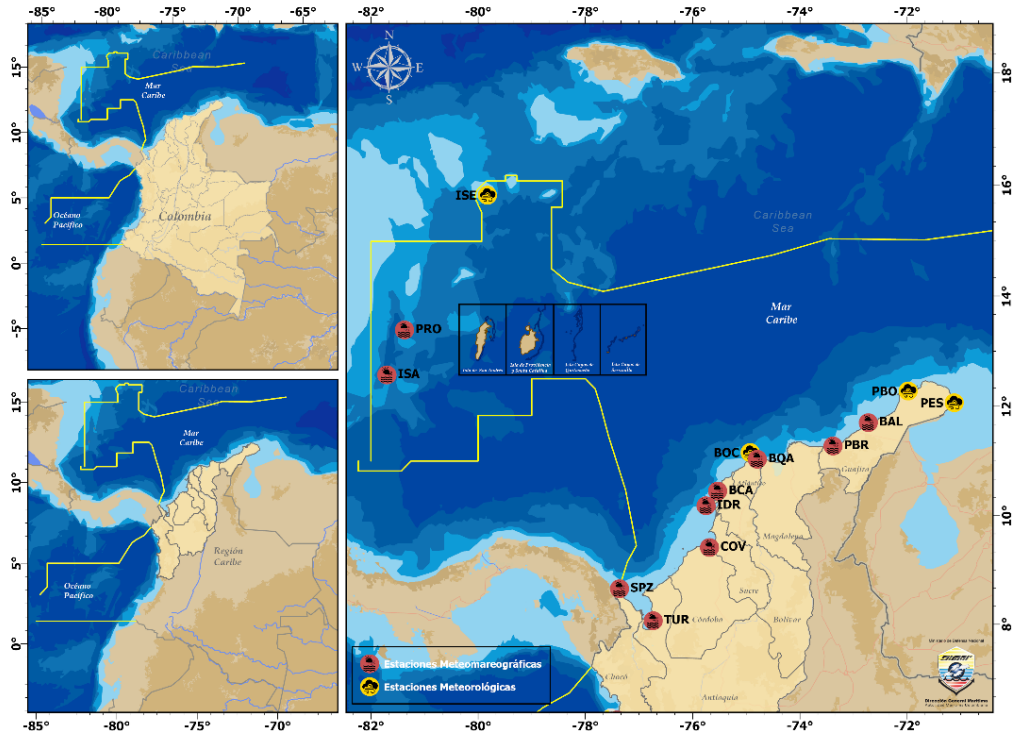 -85 -80 -75 -70 -65
-82 -80 -78 -76 -74 -72
15°
10°
5°
0°
-5°
Caribbean
Sea
Mar
Caribe
Océano
Pacífico
Colombia
15°
10°
5°
0°
Caribbean
Sea
Mar
Caribe
Región
Caribe
Océano
Pacífico
-85 -80 -75 -70
N
W E
S
18°
16°
14°
12°
10°
8°
ISE
Caribbean
Sea
Mar
Caribe
PRO
ISA
PBO
PES
BAL
PBR
Guajira
BOC
BQA
Atlántico
BCA
IDR
Magdalena
COV
SPZ
Sucre
TUR
Córdoba
Bolívar
Chocó
Antioquia
Estaciones Meteomareográficas
Estaciones Meteorológicas
Dirección General Marítima
-82 -80 -78 -76 -74 -72